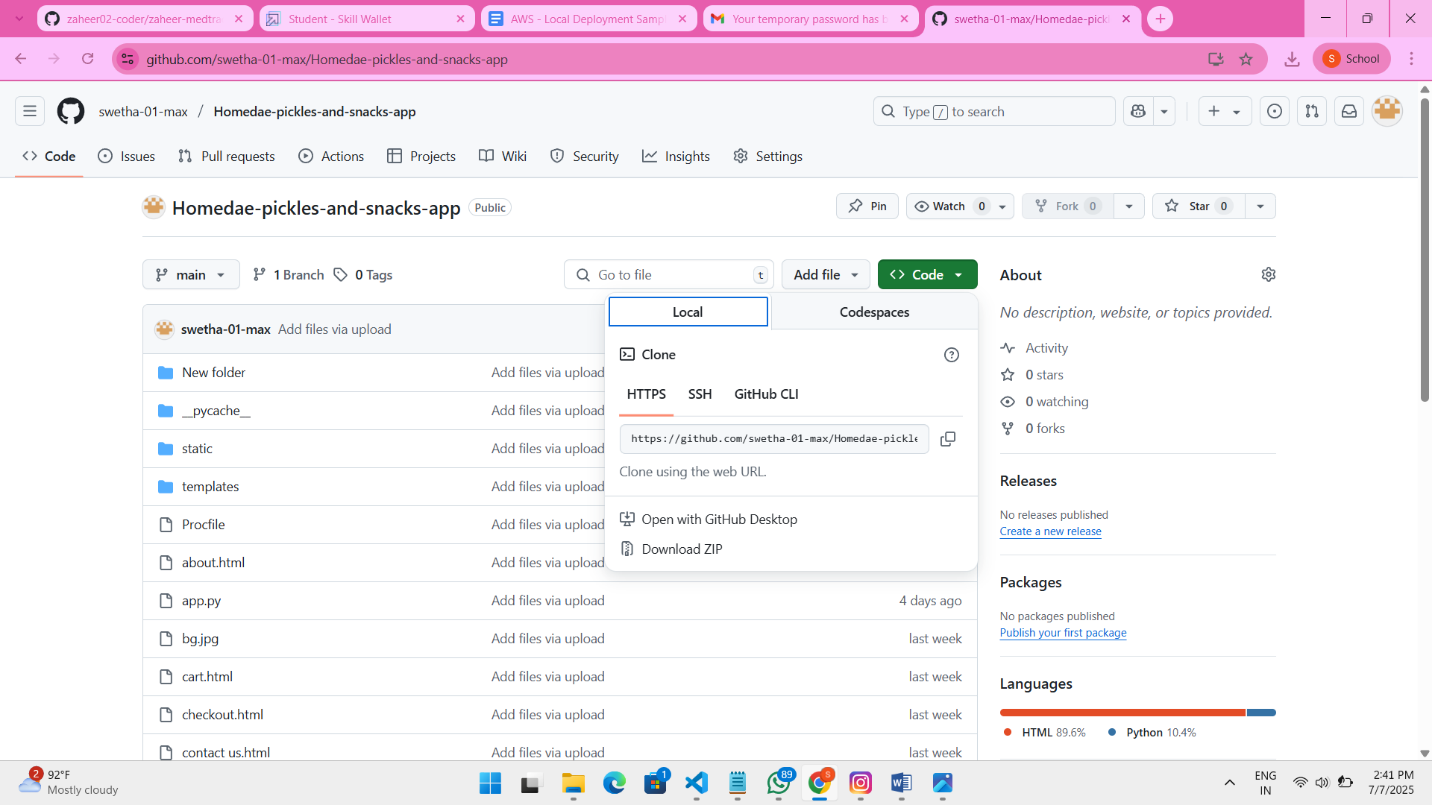 zaheer02-coder/zaheer-medtra
Student - Skill Wallet
AWS - Local Deployment Sampl
Your temporary password has b
swetha-01-max/Homedae-pickl
github.com/swetha-01-max/Homedae-pickles-and-snacks-app
S School
swetha-01-max / Homedae-pickles-and-snacks-app
Type / to search
Code Issues Pull requests Actions Projects Wiki Security Insights Settings
Homedae-pickles-and-snacks-app Public
Pin Watch 0 Fork 0 Star 0
main 1 Branch 0 Tags
Go to file t Add file Code
swetha-01-max Add files via upload
New folder Add files via upload
__pycache__ Add files via upload
static Add files via upload
templates Add files via upload
Procfile Add files via upload
about.html Add files via upload
app.py Add files via upload 4 days ago
bg.jpg Add files via upload last week
cart.html Add files via upload last week
checkout.html Add files via upload last week
contact us.html Add files via upload last week
Local Codespaces
Clone
HTTPS SSH GitHub CLI
https://github.com/swetha-01-max/Homedae-pickle
Clone using the web URL.
Open with GitHub Desktop
Download ZIP
About
No description, website, or topics provided.
Activity
0 stars
0 watching
0 forks
Releases
No releases published
Create a new release
Packages
No packages published
Publish your first package
Languages
HTML 89.6% Python 10.4%
2
92°F
Mostly cloudy
1
89
S
ENG
IN
2:41 PM
7/7/2025